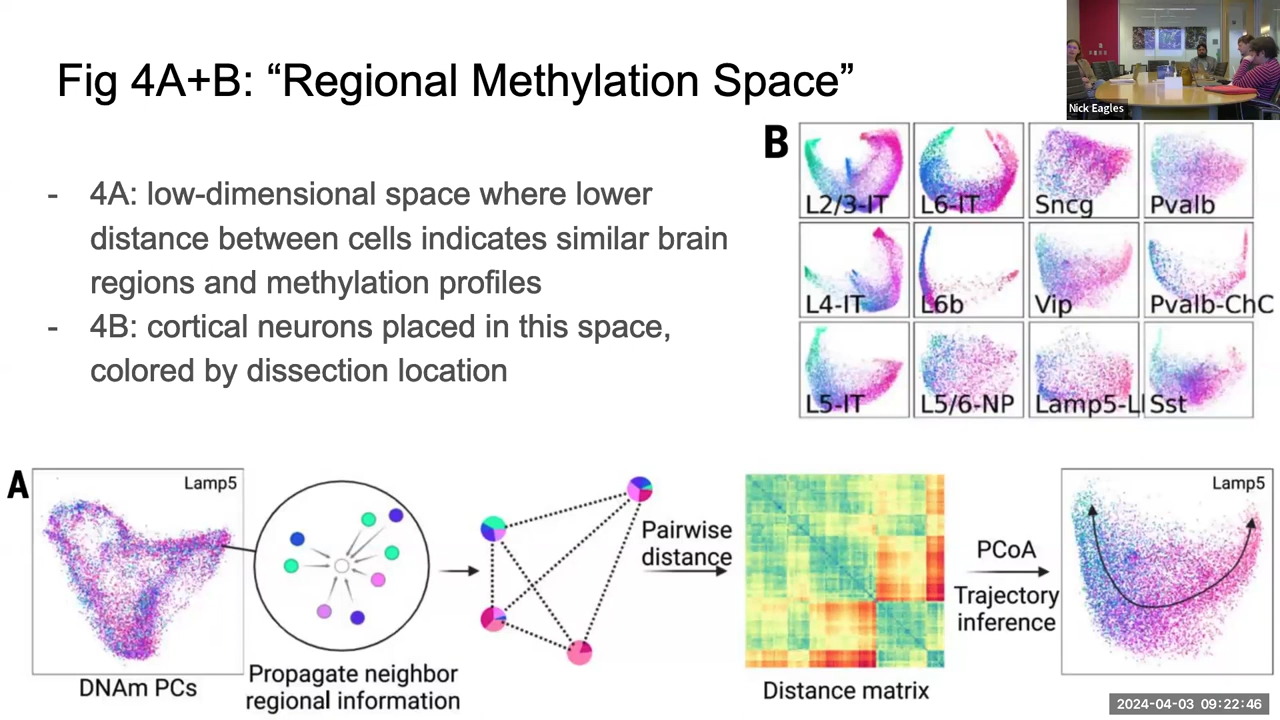 Fig 4A+B: “Regional Methylation Space”
Nick Eagles
- 4A: low-dimensional space where lower
distance between cells indicates similar brain
regions and methylation profiles
- 4B: cortical neurons placed in this space,
colored by dissection location
B
L2/3-IT
L6-IT
Sncg
Pvalb
L4-IT
L6b
Vip
Pvalb-ChC
L5-IT
L5/6-NP
Lamp5-L
Sst
A
Lamp5
DNAm PCs
Propagate neighbor
regional information
Pairwise
distance
Distance matrix
PCoA
Trajectory
inference
Lamp5
2024-04-03 09:22:46